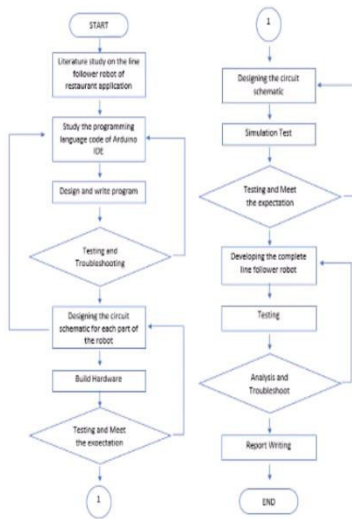 START
Literature study on the line
follower robot of
restaurant application
Study the programming
language code of Arduino
IDE
Design and write program
Testing and
Troubleshooting
Designing the circuit
schematic for each part of
the robot
Build Hardware
Testing and Meet
the expectation
1
1
Designing the circuit
schematic
Simulation Test
Testing and Meet
the expectation
Developing the complete
line follower robot
Testing
Analysis and
Troubleshoot
Report Writing
END